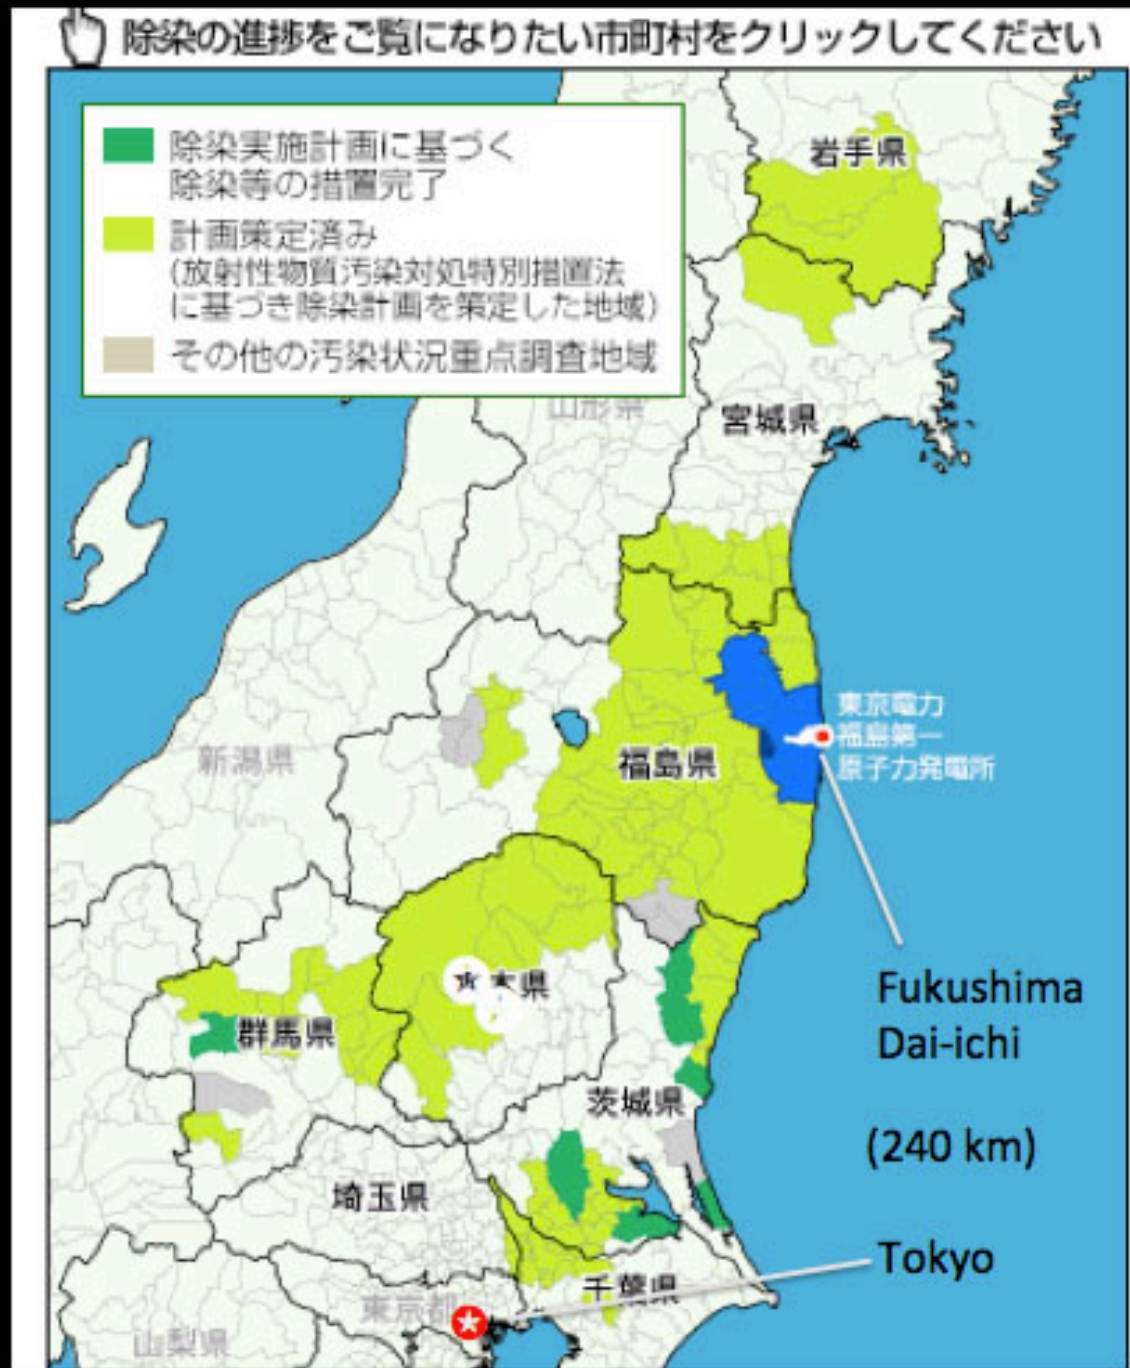 除染の進捗をご覧になりたい市町村をクリックしてください
除染実施計画に基づく
除染等の措置完了
計画策定済み
(放射性物質汚染対処特別措置法
に基づき除染計画を策定した地域)
その他の汚染状況重点調査地域
岩手県
山形県
宮城県
東京電力
福島第一
原子力発電所
新潟県
福島県
木県
群馬県
Fukushima
Dai-ichi
茨城県
(240 km)
埼玉県
Tokyo
千葉県
東京都
山梨県